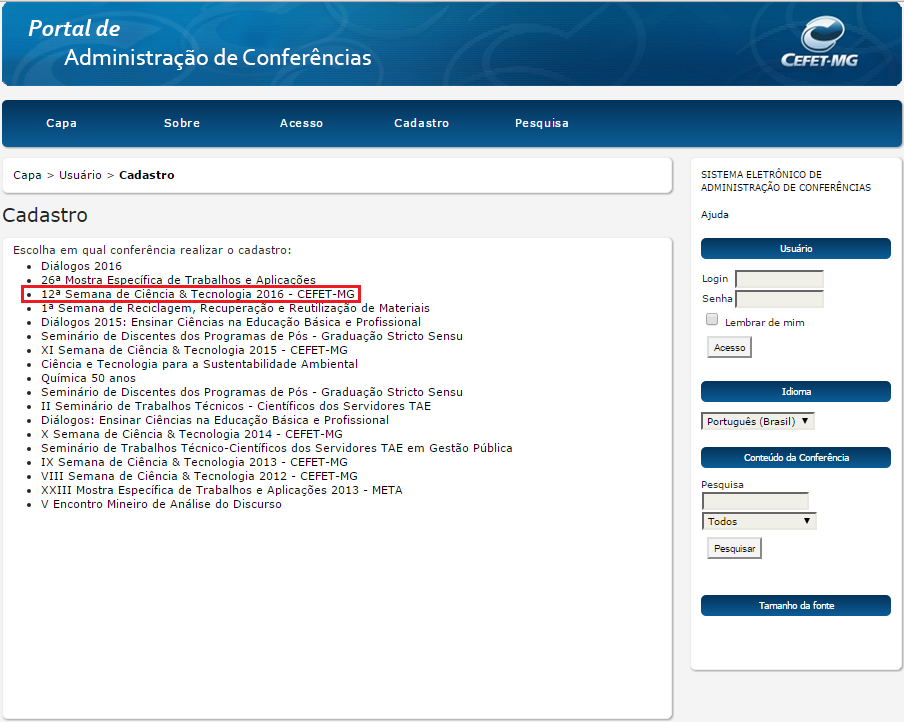 Portal de
Administração de Conferências
CEFET-MG
Capa Sobre Acesso Cadastro Pesquisa
Capa > Usuário > Cadastro
Cadastro
Escolha em qual conferência realizar o cadastro:
Diálogos 2016
26ª Mostra Específica de Trabalhos e Aplicações
12ª Semana de Ciência & Tecnologia 2016 - CEFET-MG
1ª Semana de Reciclagem, Recuperação e Reutilização de Materiais
Diálogos 2015: Ensinar Ciências na Educação Básica e Profissional
Seminário de Discentes dos Programas de Pós - Graduação Stricto Sensu
XI Semana de Ciência & Tecnologia 2015 - CEFET-MG
Ciência e Tecnologia para a Sustentabilidade Ambiental
Química 50 anos
Seminário de Discentes dos Programas de Pós - Graduação Stricto Sensu
II Seminário de Trabalhos Técnicos - Científicos dos Servidores TAE
Diálogos: Ensinar Ciências na Educação Básica e Profissional
X Semana de Ciência & Tecnologia 2014 - CEFET-MG
Seminário de Trabalhos Técnico-Científicos dos Servidores TAE em Gestão Pública
IX Semana de Ciência & Tecnologia 2013 - CEFET-MG
VIII Semana de Ciência & Tecnologia 2012 - CEFET-MG
XXIII Mostra Específica de Trabalhos e Aplicações 2013 - META
V Encontro Mineiro de Análise do Discurso
SISTEMA ELETRÔNICO DE
ADMINISTRAÇÃO DE CONFERÊNCIAS
Ajuda
Usuário
Login
Senha
Lembrar de mim
Acesso
Idioma
Português (Brasil)
Conteúdo da Conferência
Pesquisa
Todos
Pesquisar
Tamanho da fonte